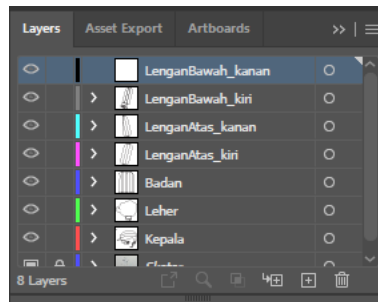 Layers Asset Export Artboards
LenganBawah_kanan
LenganBawah_kiri
LenganAtas_kanan
LenganAtas_kiri
Badan
Leher
Kepala
8 Layers